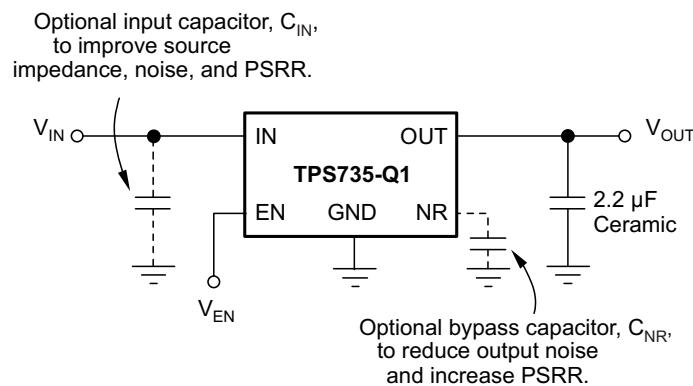 Optional input capacitor, C_IN,
to improve source
impedance, noise, and PSRR.
V_IN
IN
OUT
V_OUT
TPS735-Q1
EN
GND
NR
2.2 µF
Ceramic
V_EN
Optional bypass capacitor, C_NR,
to reduce output noise
and increase PSRR.